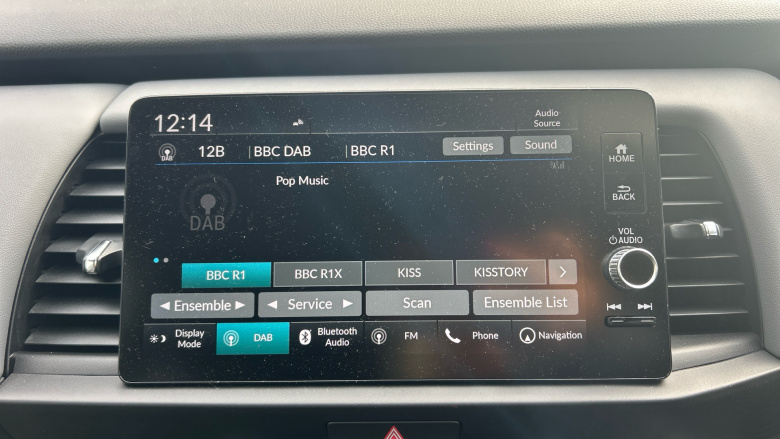 12:14
Audio
Source
DAB 12B BBC DAB BBC R1 Settings Sound
HOME
Pop Music
DAB
BACK
VOL
AUDIO
BBC R1 BBC R1X KISS KISSTORY
Ensemble Service Scan Ensemble List
Display
Mode
DAB
Bluetooth
Audio
FM
Phone
Navigation